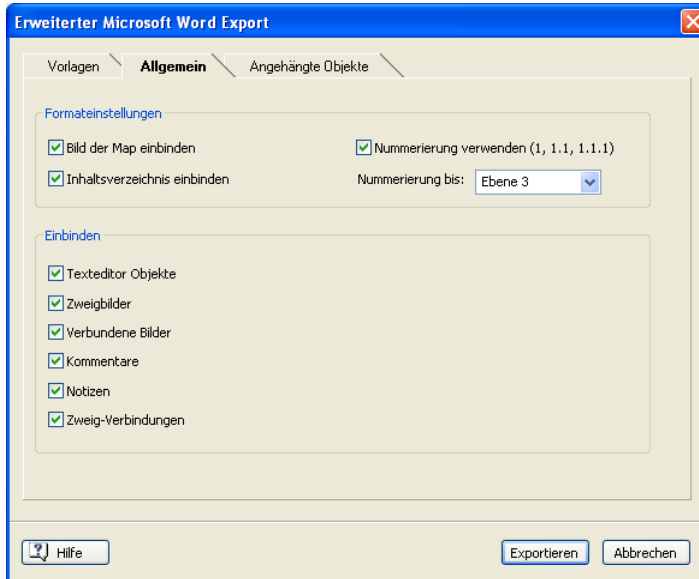 Erweiterter Microsoft Word Export
Vorlagen Allgemein Angehängte Objekte
Formateinstellungen
Bild der Map einbinden Nummerierung verwenden (1, 1.1, 1.1.1)
Inhaltsverzeichnis einbinden Nummerierung bis: Ebene 3
Einbinden
Texteditor Objekte
Zweigbilder
Verbundene Bilder
Kommentare
Notizen
Zweig-Verbindungen
Hilfe Exportieren Abbrechen